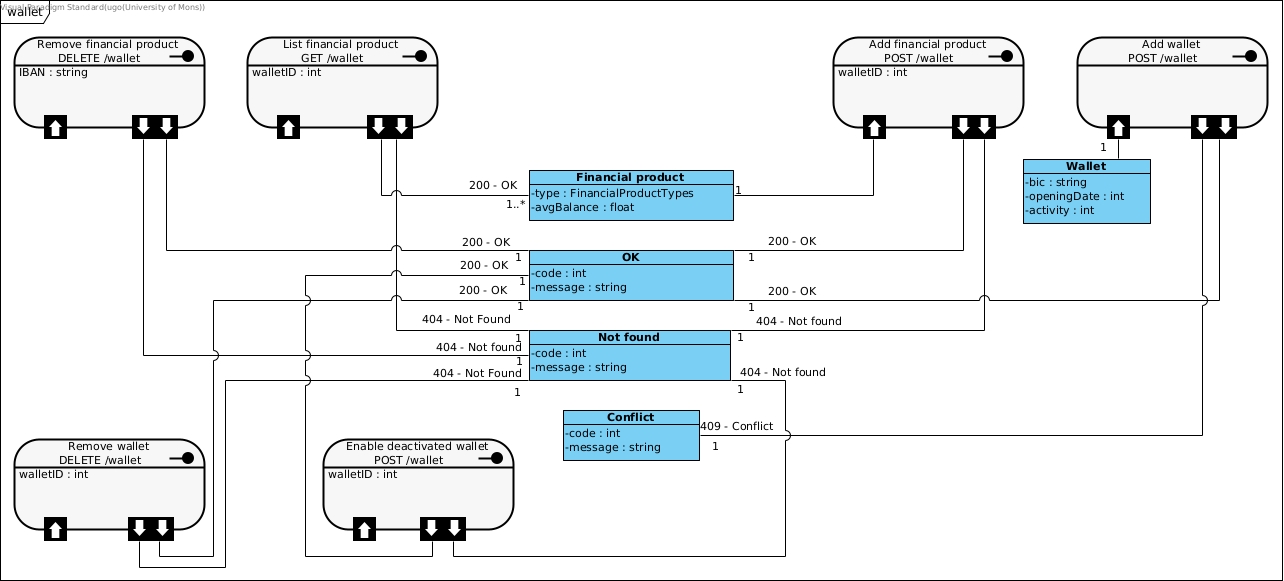 Visual Paradigm Standard(ugo(University of Mons))
wallet
Remove financial product
DELETE /wallet
IBAN : string
List financial product
GET /wallet
walletID : int
Add financial product
POST /wallet
walletID : int
Add wallet
POST /wallet
1
Wallet
-bic : string
-openingDate : int
-activity : int
200 - OK
1..*
Financial product
-type : FinancialProductTypes
-avgBalance : float
1
200 - OK
1
200 - OK
1
200 - OK
1
OK
-code : int
-message : string
200 - OK
1
200 - OK
1
404 - Not Found
1
404 - Not found
1
404 - Not Found
1
Not found
-code : int
-message : string
404 - Not found
1
404 - Not found
1
Conflict
-code : int
-message : string
409 - Conflict
1
Remove wallet
DELETE /wallet
walletID : int
Enable deactivated wallet
POST /wallet
walletID : int